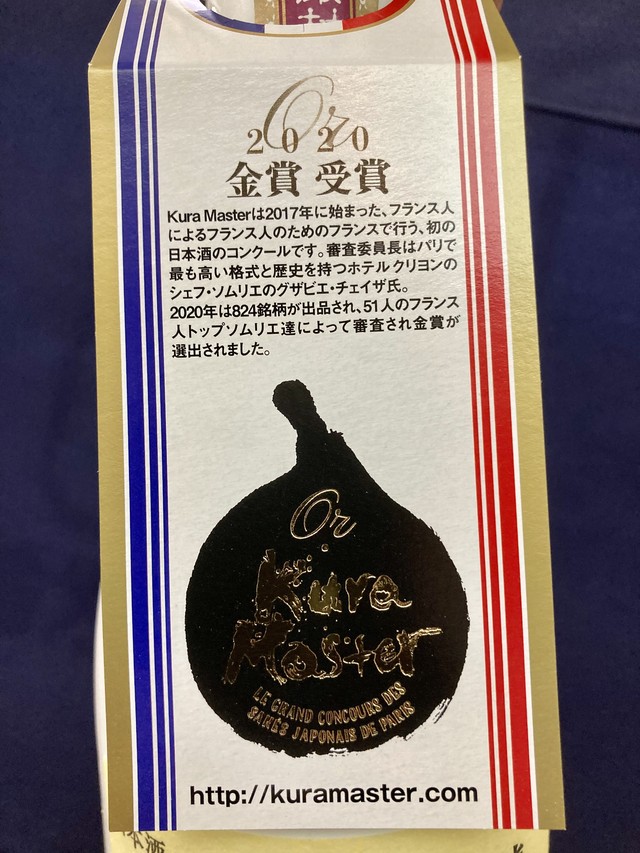 Or
2020
金賞 受賞
Kura Masterは2017年に始まった、フランス人
によるフランス人のためのフランスで行う、初の
日本酒のコンクールです。審査委員長はパリで
最も高い格式と歴史を持つホテル クリヨンの
シェフ・ソムリエのグザビエ・チェイザ氏。
2020年は824銘柄が出品され、51人のフランス
人トップソムリエ達によって審査され金賞が
選出されました。
Or
Kura
Master
LE GRAND CONCOURS DES
SAKÉS JAPONAIS DE PARIS
http://kuramaster.com
酒